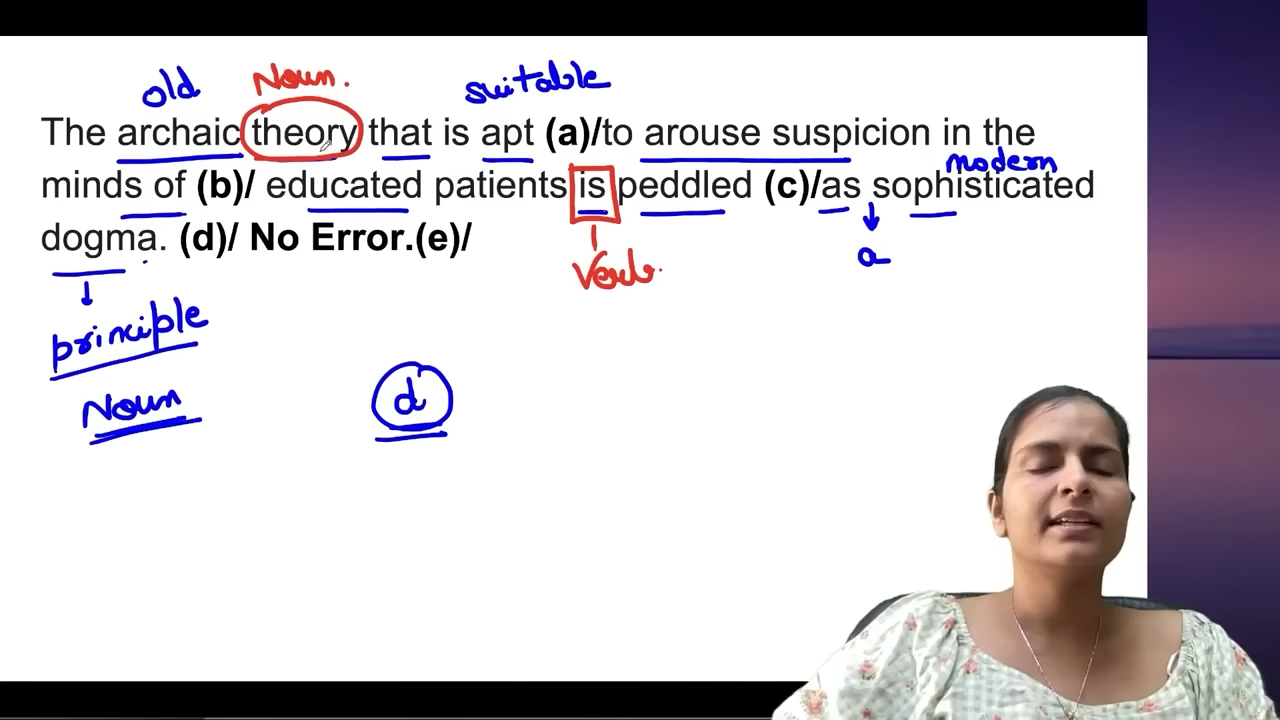 old Noun. suitable
The archaic theory that is apt (a)/to arouse suspicion in the
modern
minds of (b)/ educated patients is peddled (c)/as sophisticated
a
dogma. (d)/ No Error.(e)/
Verb.
principle
Noun
d